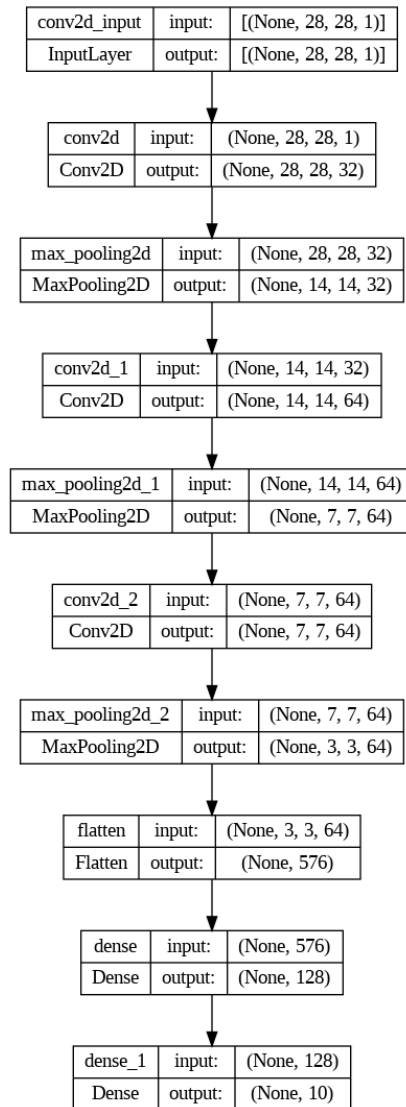 conv2d_input input: [(None, 28, 28, 1)]
InputLayer output: [(None, 28, 28, 1)]
conv2d input: (None, 28, 28, 1)
Conv2D output: (None, 28, 28, 32)
max_pooling2d input: (None, 28, 28, 32)
MaxPooling2D output: (None, 14, 14, 32)
conv2d_1 input: (None, 14, 14, 32)
Conv2D output: (None, 14, 14, 64)
max_pooling2d_1 input: (None, 14, 14, 64)
MaxPooling2D output: (None, 7, 7, 64)
conv2d_2 input: (None, 7, 7, 64)
Conv2D output: (None, 7, 7, 64)
max_pooling2d_2 input: (None, 7, 7, 64)
MaxPooling2D output: (None, 3, 3, 64)
flatten input: (None, 3, 3, 64)
Flatten output: (None, 576)
dense input: (None, 576)
Dense output: (None, 128)
dense_1 input: (None, 128)
Dense output: (None, 10)